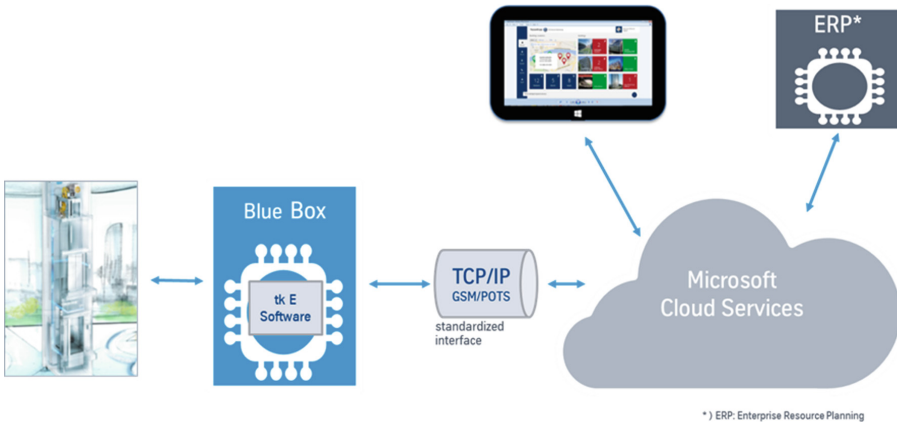 ERP*
Blue Box
tk E
Software
TCP/IP
GSM/POTS
standardized
interface
Microsoft
Cloud Services
* ) ERP: Enterprise Resource Planning